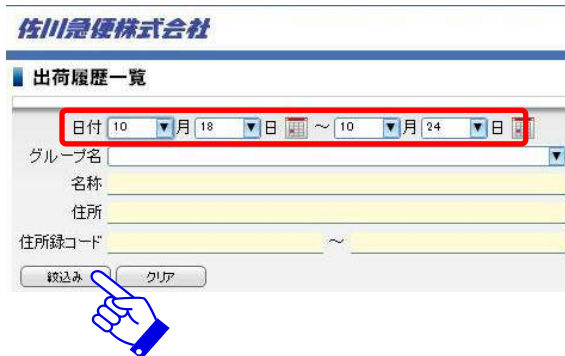 佐川急便株式会社
出荷履歴一覧
日付 10 月 18 日 ～ 10 月 24 日
グループ名
名称
住所
住所録コード ～
絞込み クリア